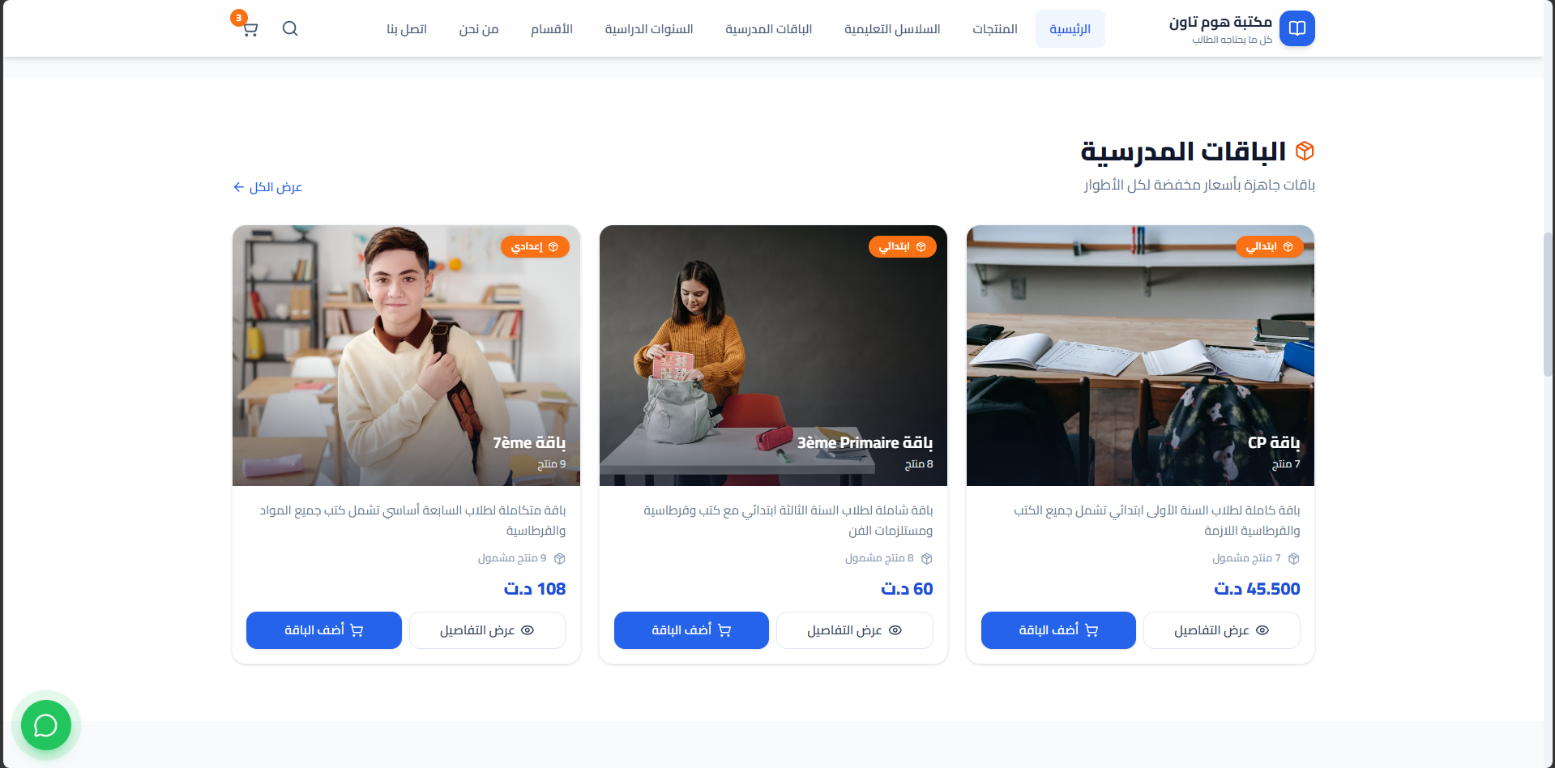 مكتبة هوم تاون
كل ما يحتاجه الطالب
الرئيسية
المنتجات
السلاسل التعليمية
الباقات المدرسية
السنوات الدراسية
الأقسام
من نحن
اتصل بنا
3
الباقات المدرسية
باقات جاهزة بأسعار مخفضة لكل الأطوار
عرض الكل
ابتدائي
باقة CP
7 منتج
باقة كاملة لطلاب السنة الأولى ابتدائي تشمل جميع الكتب
والقرطاسية اللازمة
7 منتج مشمول
45.500 د.ت
عرض التفاصيل
أضف الباقة
ابتدائي
باقة 3ème Primaire
8 منتج
باقة شاملة لطلاب السنة الثالثة ابتدائي مع كتب وقرطاسية
ومستلزمات الفن
8 منتج مشمول
60 د.ت
عرض التفاصيل
أضف الباقة
إعدادي
باقة 7ème
9 منتج
باقة متكاملة لطلاب السابعة أساسي تشمل كتب جميع المواد
والقرطاسية
9 منتج مشمول
108 د.ت
عرض التفاصيل
أضف الباقة